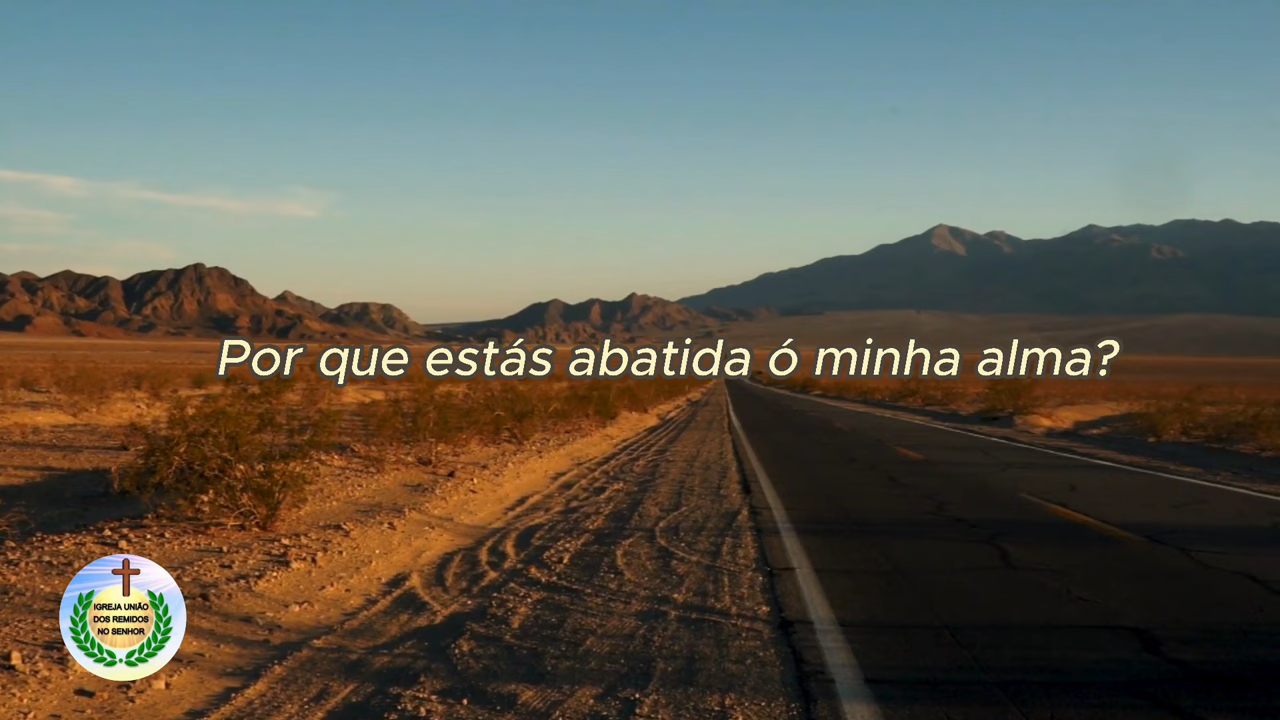 Por que estás abatida ó minha alma?
IGREJA UNIÃO
DOS REMIDOS
NO SENHOR